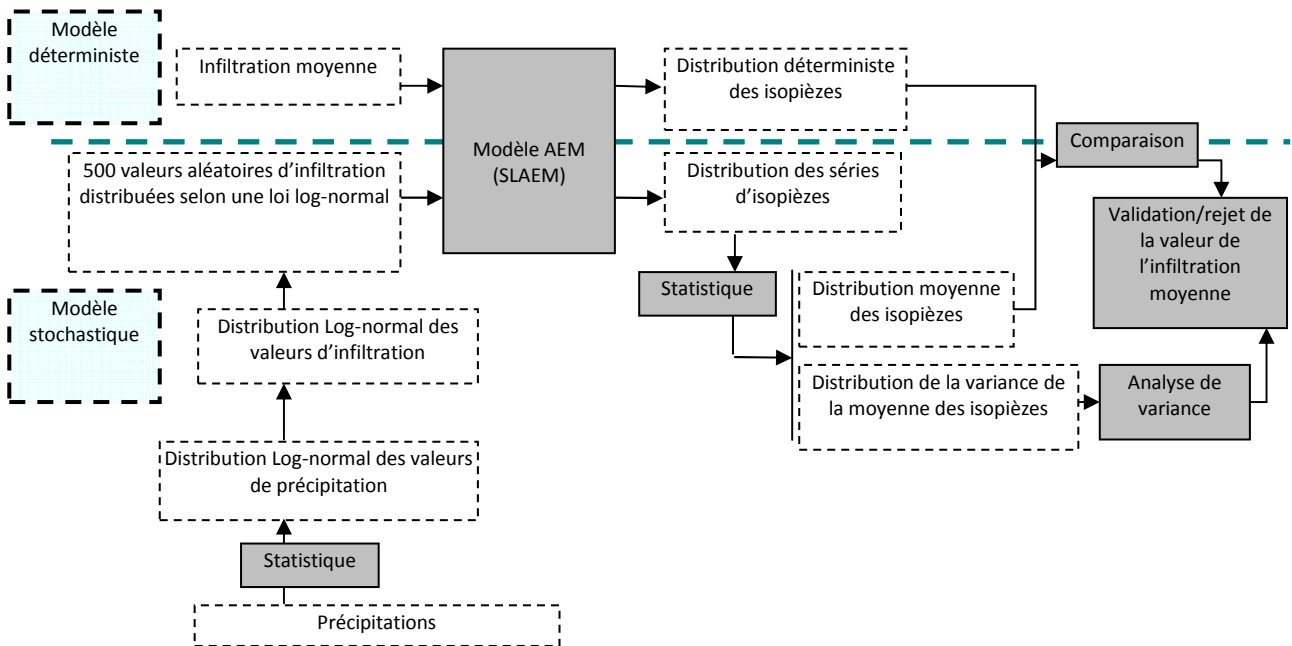 Modèle
déterministe
Infiltration moyenne
Modèle AEM
(SLAEM)
Distribution déterministe
des isopièzes
Comparaison
500 valeurs aléatoires d’infiltration
distribuées selon une loi log-normal
Distribution des séries
d’isopièzes
Validation/rejet de
la valeur de
l’infiltration
moyenne
Modèle
stochastique
Distribution Log-normal des
valeurs d’infiltration
Statistique
Distribution moyenne
des isopièzes
Distribution de la variance de
la moyenne des isopièzes
Analyse de
variance
Distribution Log-normal des valeurs
de précipitation
Statistique
Précipitations